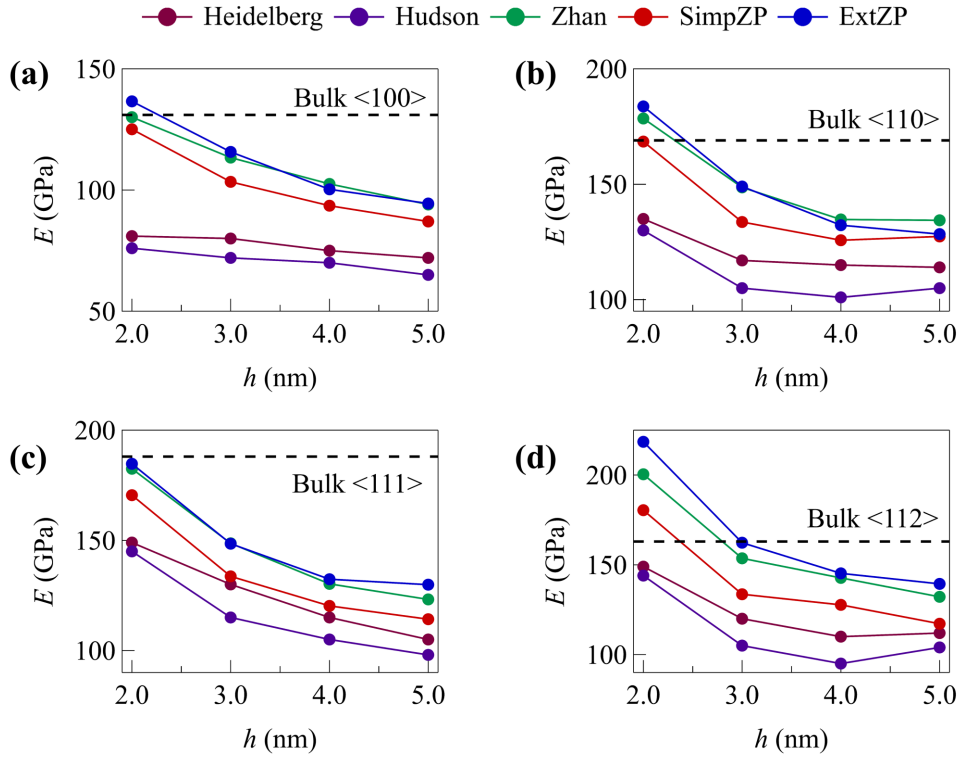 Heidelberg Hudson Zhan SimpZP ExtZP
(a)
150
100
50
E (GPa)
Bulk <100>
2.0 3.0 4.0 5.0
h (nm)
(b)
200
150
100
E (GPa)
Bulk <110>
2.0 3.0 4.0 5.0
h (nm)
(c)
200
150
100
E (GPa)
Bulk <111>
2.0 3.0 4.0 5.0
h (nm)
(d)
200
150
100
E (GPa)
Bulk <112>
2.0 3.0 4.0 5.0
h (nm)